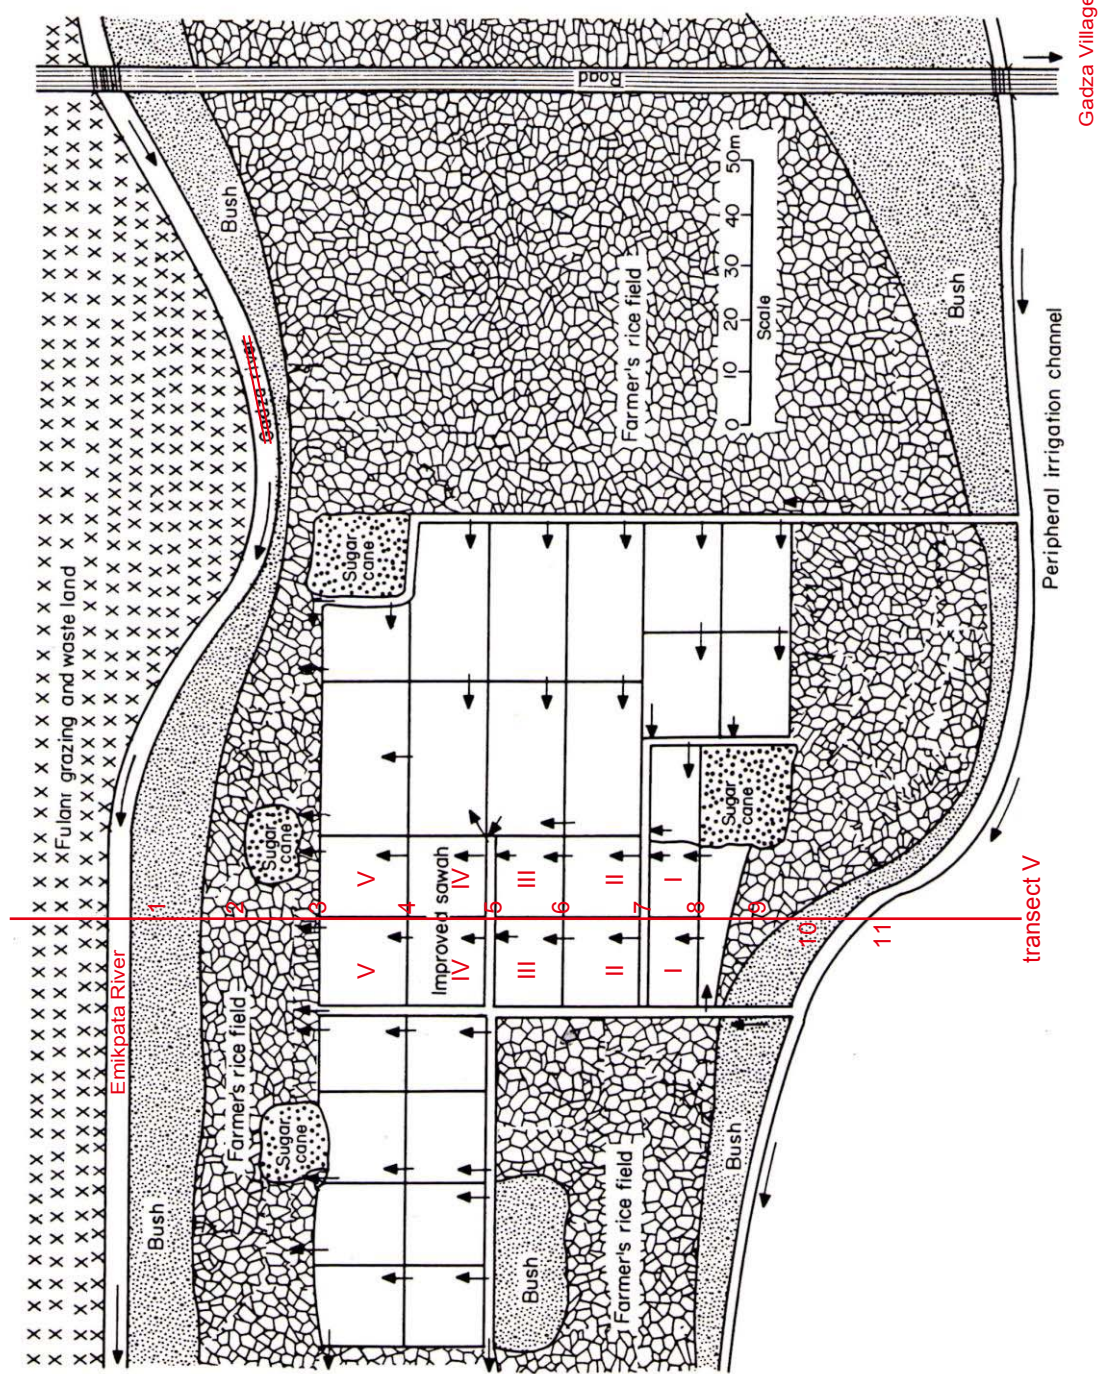 Gadza Village
Road
Fulani grazing and waste land
Bush
Gadza river
Farmer's rice field
0 10 20 30 40 50m
Scale
Bush
Peripheral irrigation channel
Sugar
cane
Sugar
cane
Sugar
cane
Improved sawah
V IV III II I
1 2 3 4 5 6 7 8 9 10 11
transect V
V IV III II I
Emikpata River
Farmer's rice field
Sugar
cane
Bush
Bush
Farmer's rice field
Bush